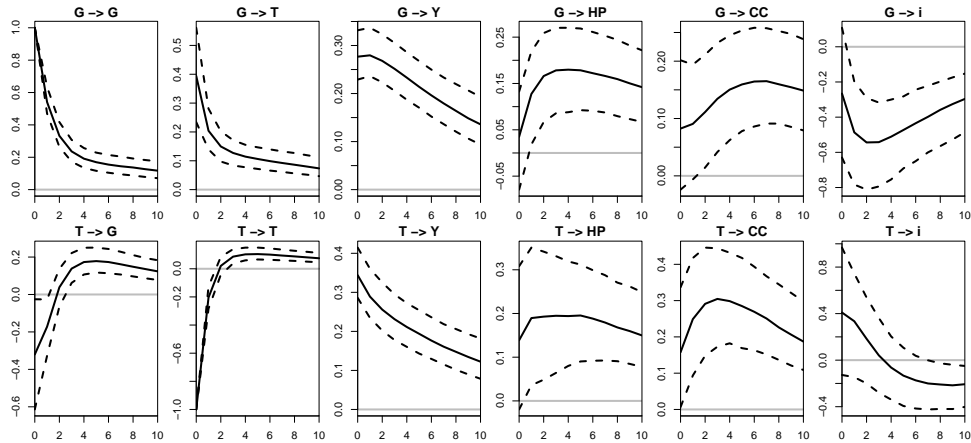 G −> G G −> T G −> Y G −> HP G −> CC G −> i
0.0 0.2 0.4 0.6 0.8 1.0
0.0 0.1 0.2 0.3 0.4 0.5
0.00 0.10 0.20 0.30
−0.05 0.05 0.15 0.25
0.00 0.10 0.20
−0.8 −0.6 −0.4 −0.2 0.0
0 2 4 6 8 10 0 2 4 6 8 10 0 2 4 6 8 10 0 2 4 6 8 10 0 2 4 6 8 10 0 2 4 6 8 10
T −> G T −> T T −> Y T −> HP T −> CC T −> i
−0.6 −0.4 −0.2 0.0 0.2
−1.0 −0.6 −0.2 0.0
0.0 0.1 0.2 0.3 0.4
0.0 0.1 0.2 0.3
0.0 0.1 0.2 0.3 0.4
−0.4 0.0 0.4 0.8
0 2 4 6 8 10 0 2 4 6 8 10 0 2 4 6 8 10 0 2 4 6 8 10 0 2 4 6 8 10 0 2 4 6 8 10